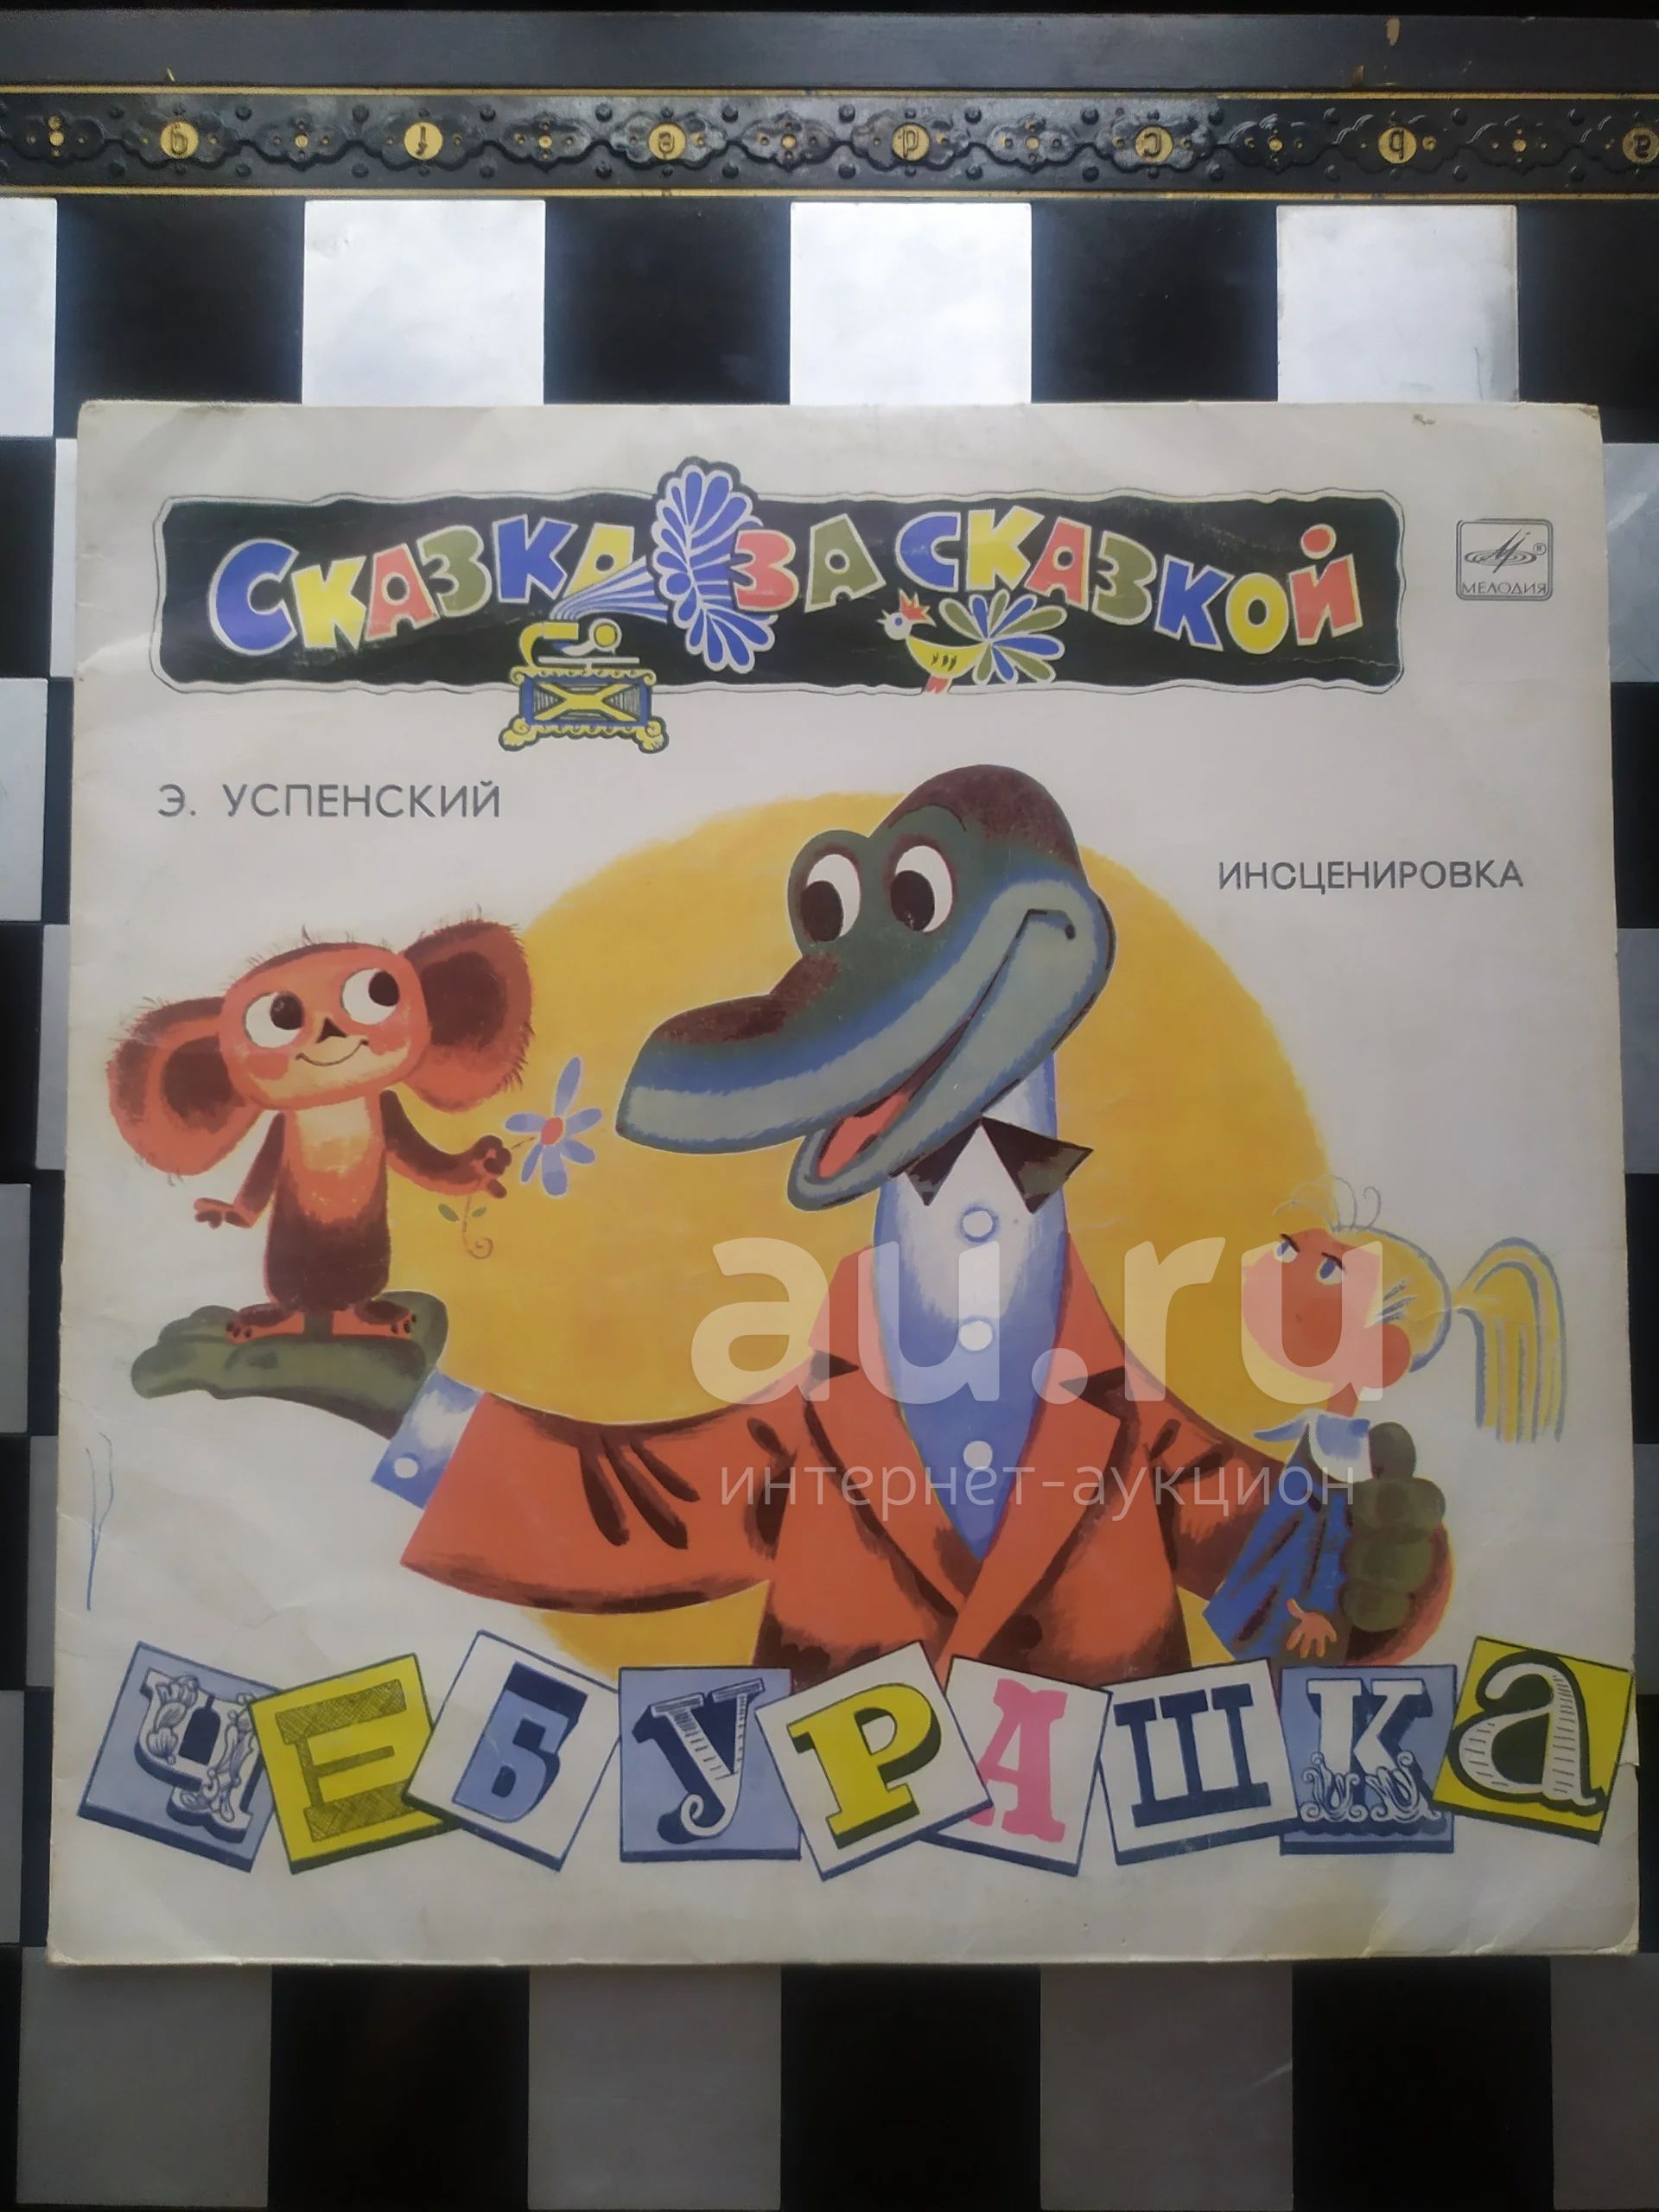 g f e d c b a
СКАЗКА ЗА СКАЗКОЙ
МЕЛОДИЯ
Э. УСПЕНСКИЙ
ИНСЦЕНИРОВКА
au.ru
интернет-аукцион
ЧЕБУРАШКа